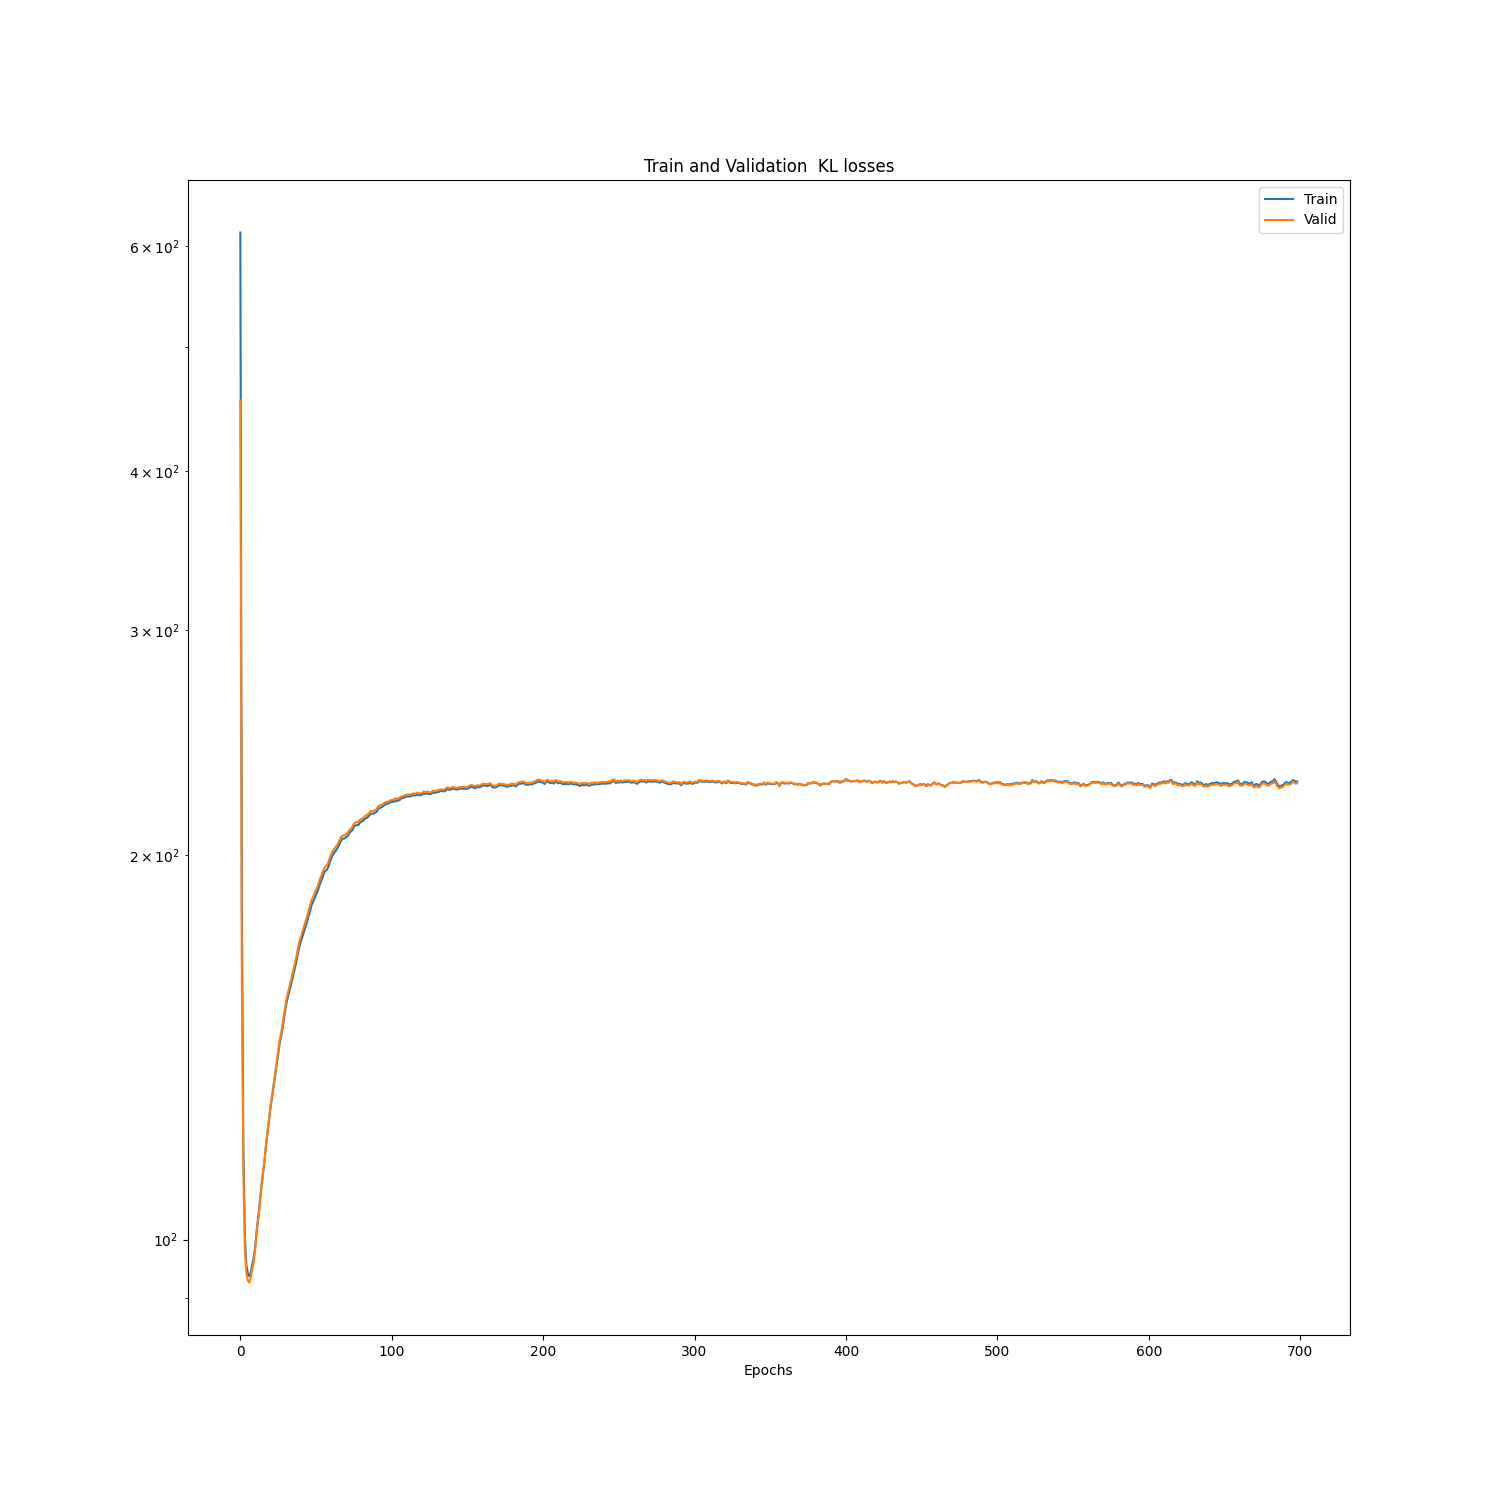 Train and Validation  KL losses
Train
Valid
6 × 10²
4 × 10²
3 × 10²
2 × 10²
10²
0 100 200 300 400 500 600 700
Epochs